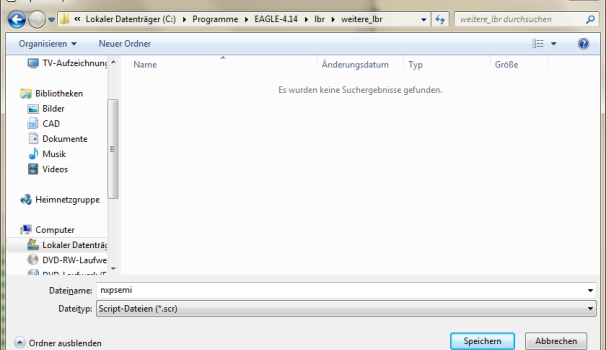 « Lokaler Datenträger (C:) ▸ Programme ▸ EAGLE-4.14 ▸ lbr ▸ weitere_lbr
weitere_lbr durchsuchen
Organisieren
Neuer Ordner
TV-Aufzeichnung
Bibliotheken
Bilder
CAD
Dokumente
Musik
Videos
Heimnetzgruppe
Computer
Lokaler Datenträg
DVD-RW-Laufwe
Name
Änderungsdatum
Typ
Größe
Es wurden keine Suchergebnisse gefunden.
Dateiname: nxpsemi
Dateityp: Script-Dateien (*.scr)
Ordner ausblenden
Speichern
Abbrechen